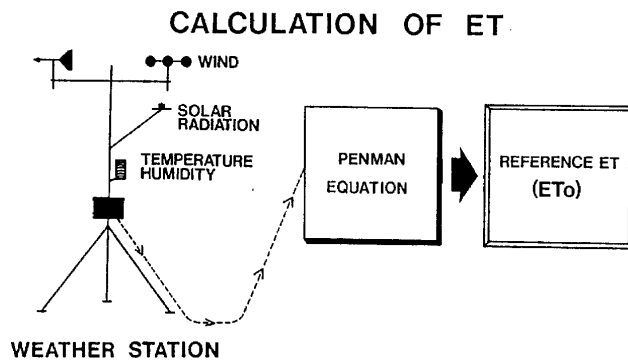 CALCULATION OF ET
WIND
SOLAR
RADIATION
TEMPERATURE
HUMIDITY
PENMAN
EQUATION
REFERENCE ET
(ETo)
WEATHER STATION